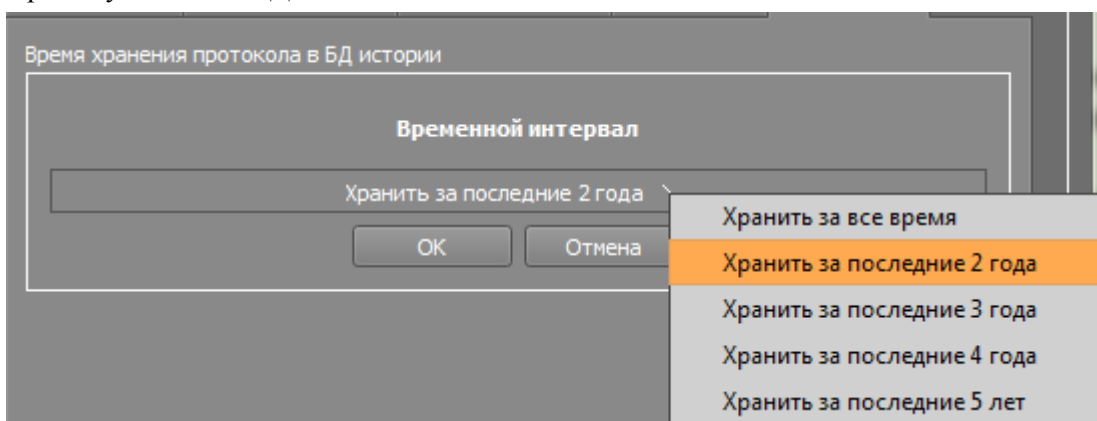 Время хранения протокола в БД истории
Временной интервал
Хранить за последние 2 года
ОК
Отмена
Хранить за все время
Хранить за последние 2 года
Хранить за последние 3 года
Хранить за последние 4 года
Хранить за последние 5 лет